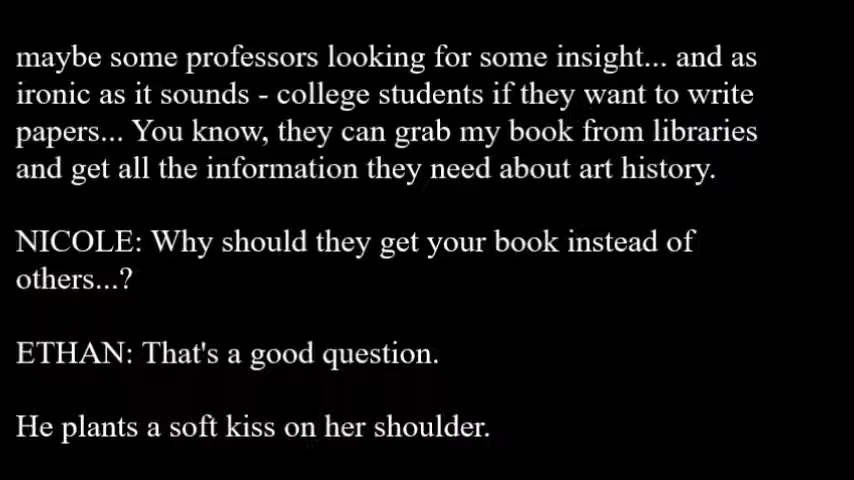 maybe some professors looking for some insight... and as
ironic as it sounds - college students if they want to write
papers... You know, they can grab my book from libraries
and get all the information they need about art history.
NICOLE: Why should they get your book instead of
others...?
ETHAN: That's a good question.
He plants a soft kiss on her shoulder.